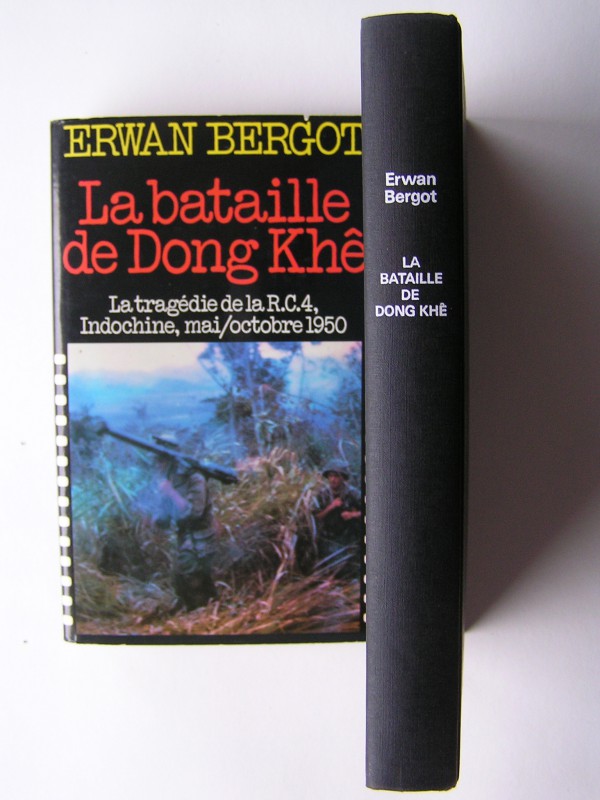 ERWAN BERGOT
La bataille
de Dong Khê
La tragédie de la R.C.4,
Indochine, mai/octobre 1950
Erwan
Bergot
LA
BATAILLE
DE
DONG KHÊ